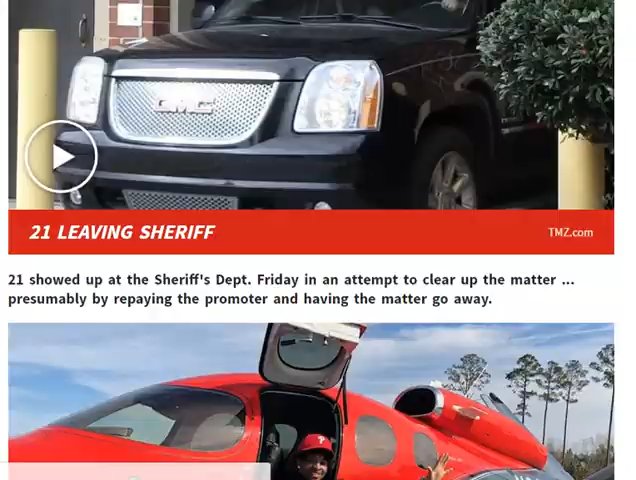 GMC
21 LEAVING SHERIFF
TMZ.com
21 showed up at the Sheriff's Dept. Friday in an attempt to clear up the matter ...
presumably by repaying the promoter and having the matter go away.